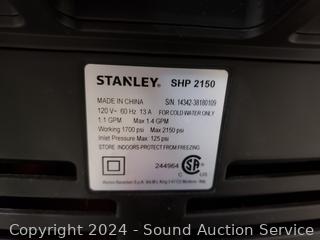 STANLEY. SHP 2150
MADE IN CHINA S/N: 14342-38180109
120 V~ 60 Hz 13 A FOR COLD WATER ONLY
1.1 GPM Max 1.4 GPM
Working 1700 psi Max 2150 psi
Inlet Pressure Max 125 psi
STORE INDOORS-PROTECT FROM FREEZING
244964
C US
Copyright 2024 - Sound Auction Service